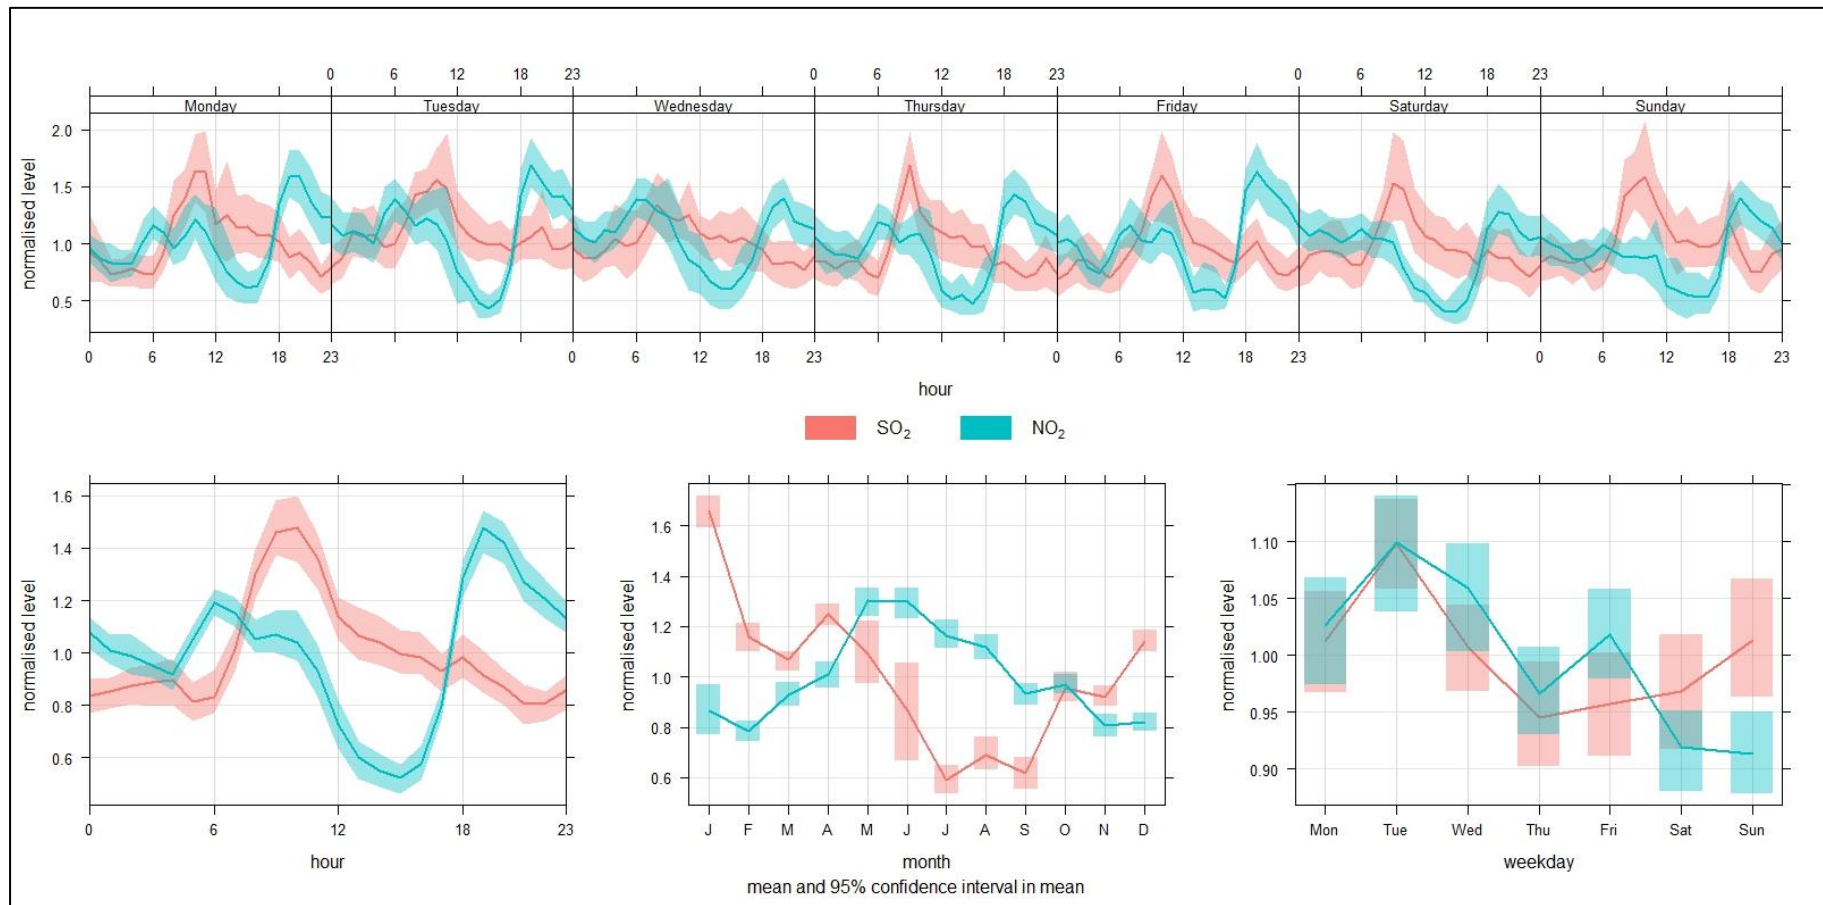 0 6 12 18 23 0 6 12 18 23 0 6 12 18 23
Monday Tuesday Wednesday Thursday Friday Saturday Sunday
2.0
1.5
1.0
0.5
normalised level
0 6 12 18 23 0 6 12 18 23 0 6 12 18 23 0 6 12 18 23
hour
SO₂ NO₂
1.6
1.4
1.2
1.0
0.8
0.6
normalised level
0 6 12 18 23
hour
1.6
1.4
1.2
1.0
0.8
0.6
normalised level
J F M A M J J A S O N D
month
1.10
1.05
1.00
0.95
0.90
normalised level
Mon Tue Wed Thu Fri Sat Sun
weekday
mean and 95% confidence interval in mean